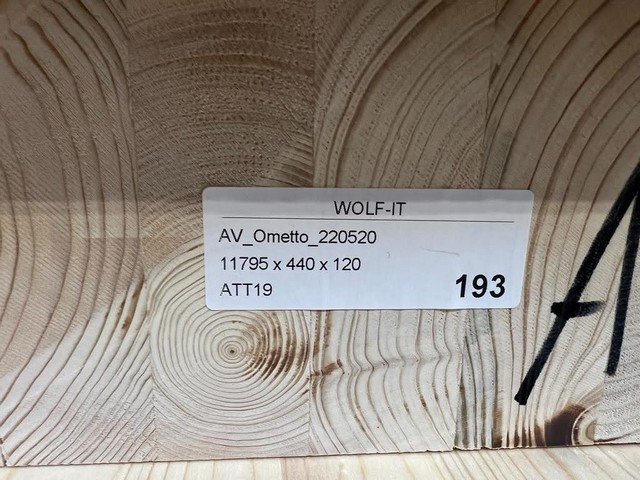 WOLF-IT
AV_Ometto_220520
11795 x 440 x 120
ATT19
193